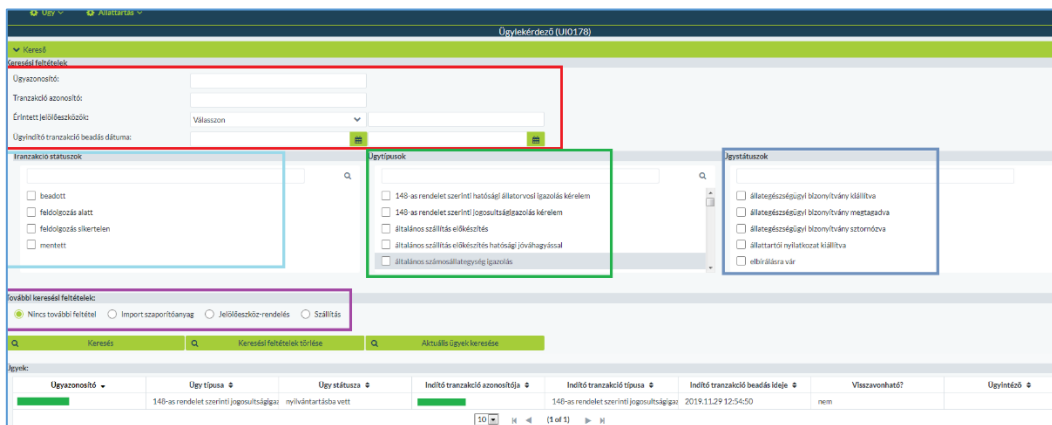 Ügy Állattartás
Ügylekérdező (UI0178)
Kereső
Keresési feltételek
Ügyazonosító:
Tranzakció azonosító:
Érintett jelölőeszközök: Válasszon
Ügyindító tranzakció beadás dátuma:
Tranzakció státuszok Ügytípusok Ügystátuszok
beadott 148-as rendelet szerinti hatósági állatorvosi igazolás kérelem állategészségügyi bizonyítvány kiállítva
feldolgozás alatt 148-as rendelet szerinti jogosultságigazolás kérelem állategészségügyi bizonyítvány megtagadva
feldolgozás sikertelen általános szállítás előkészítés állategészségügyi bizonyítvány sztornózva
mentett általános szállítás előkészítés hatósági jóváhagyással állattartói nyilatkozat kiállítva
általános számosállategység igazolás elbírálásra vár
További keresési feltételek:
Nincs további feltétel Import szaporítóanyag Jelölőeszköz-rendelés Szállítás
Keresés Keresési feltételek törlése Aktuális ügyek keresése
Ügyek:
Ügyazonosító Ügy típusa Ügy státusza Indító tranzakció azonosítója Indító tranzakció típusa Indító tranzakció beadás ideje Visszavonható? Ügyintéző
148-as rendelet szerinti jogosultságigaz nyilvántartásba vett 148-as rendelet szerinti jogosultságigaz 2019.11.29 12:54:50 nem
10 (1 of 1)